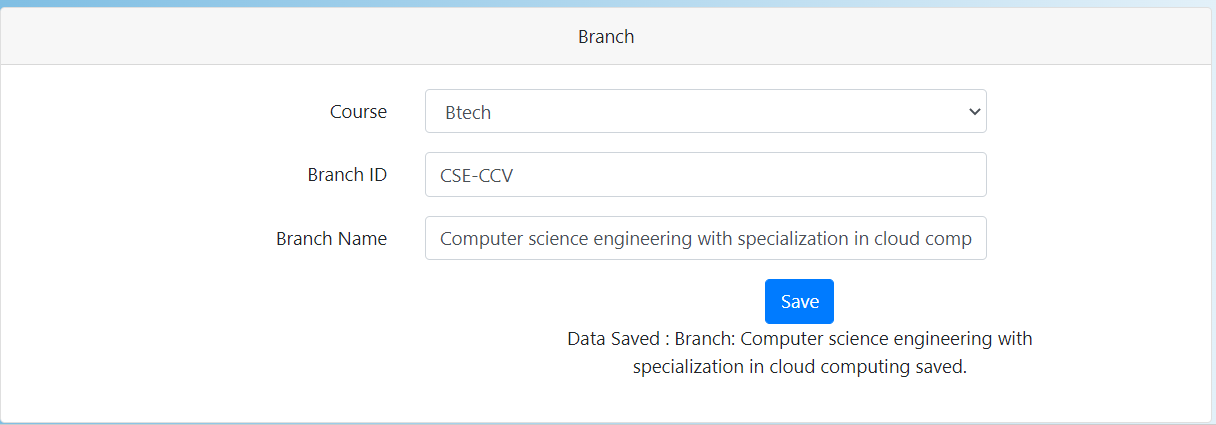 Branch
Course Btech
Branch ID CSE-CCV
Branch Name Computer science engineering with specialization in cloud comp
Save
Data Saved : Branch: Computer science engineering with
specialization in cloud computing saved.